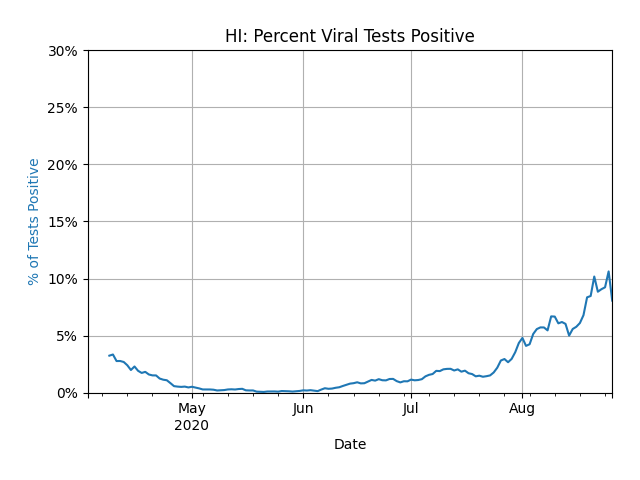 HI: Percent Viral Tests Positive
30%
25%
20%
15%
10%
5%
0%
% of Tests Positive
May
2020
Jun
Jul
Aug
Date